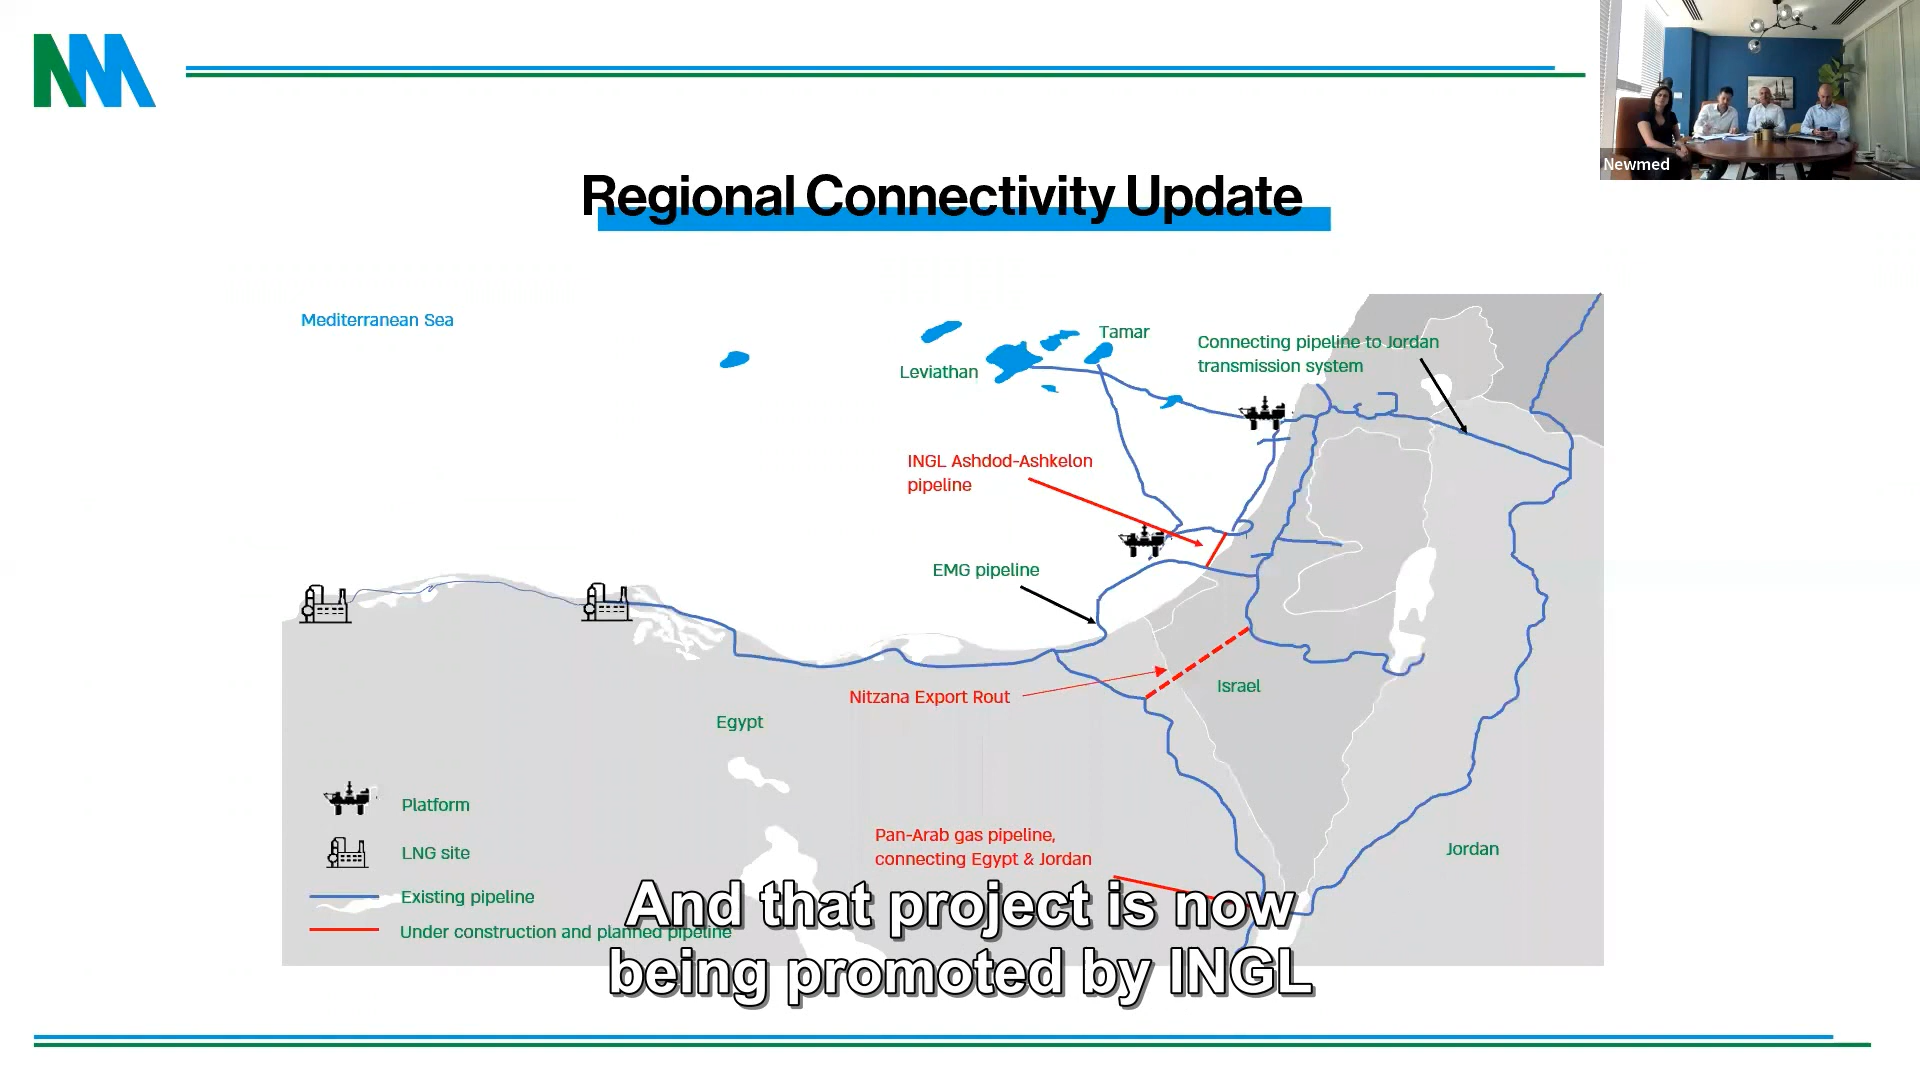 NM
Newmed
Regional Connectivity Update
Mediterranean Sea
Tamar
Leviathan
Connecting pipeline to Jordan
transmission system
INGL Ashdod-Ashkelon
pipeline
EMG pipeline
Nitzana Export Rout
Israel
Egypt
Platform
LNG site
Existing pipeline
Under construction and planned pipeline
Pan-Arab gas pipeline,
connecting Egypt & Jordan
Jordan
And that project is now
being promoted by INGL